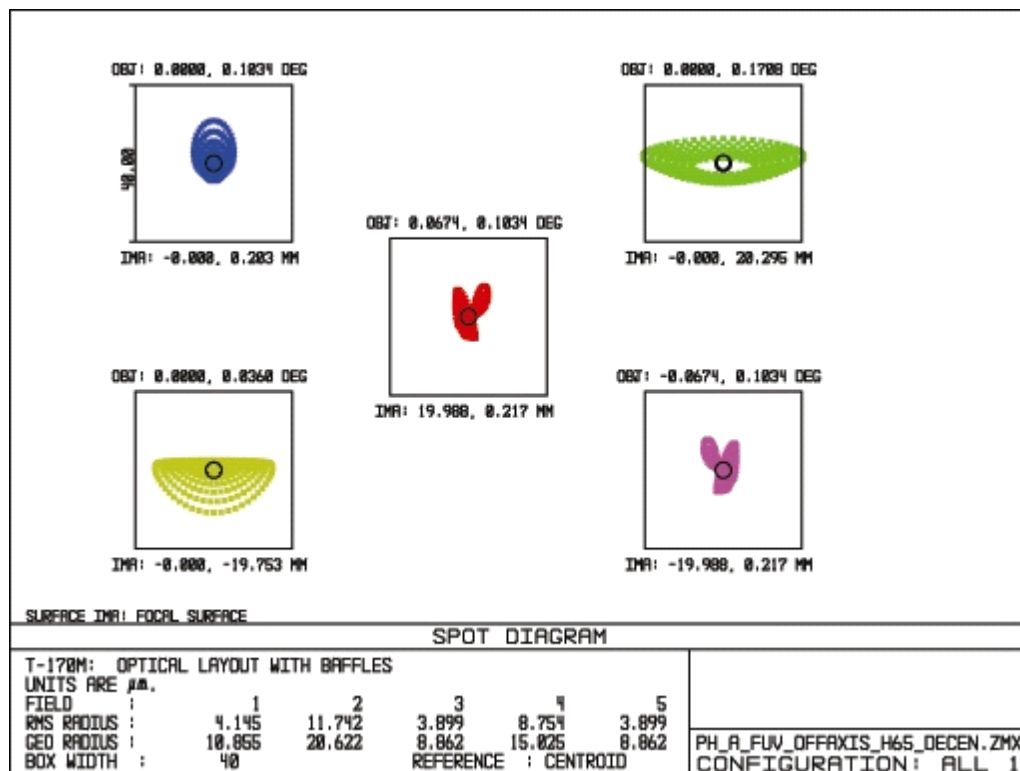 OBJ: 0.0000, 0.1034 DEG
OBJ: 0.0000, 0.1708 DEG
40.00
IMA: -0.000, 0.203 MM
OBJ: 0.0674, 0.1034 DEG
IMA: -0.000, 20.295 MM
OBJ: 0.0000, 0.0360 DEG
IMA: 19.988, 0.217 MM
OBJ: -0.0674, 0.1034 DEG
IMA: -0.000, -19.753 MM
IMA: -19.988, 0.217 MM
SURFACE IMA: FOCAL SURFACE
SPOT DIAGRAM
T-170M: OPTICAL LAYOUT WITH BAFFLES
UNITS ARE µm.
FIELD : 1 2 3 4 5
RMS RADIUS : 4.145 11.742 3.899 8.754 3.899
GEO RADIUS : 10.855 20.622 8.862 15.025 8.862
BOX WIDTH : 40 REFERENCE : CENTROID
PH_A_FUV_OFFAXIS_H65_DECEN.ZMX
CONFIGURATION: ALL 1